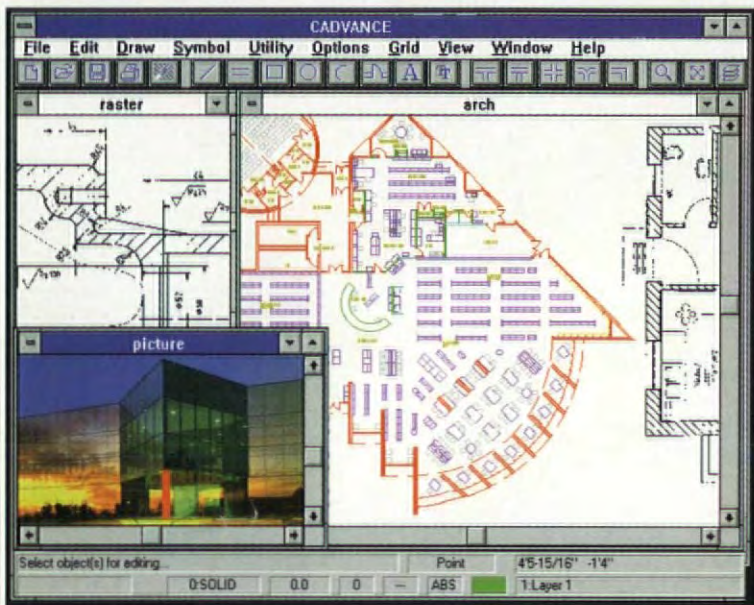 CADVANCE
File Edit Draw Symbol Utility Options Grid View Window Help
raster
arch
picture
Select object(s) for editing...
Point
4'5-15/16" -1'4"
0:SOLID
0.0
0
---
ABS
1:Layer 1